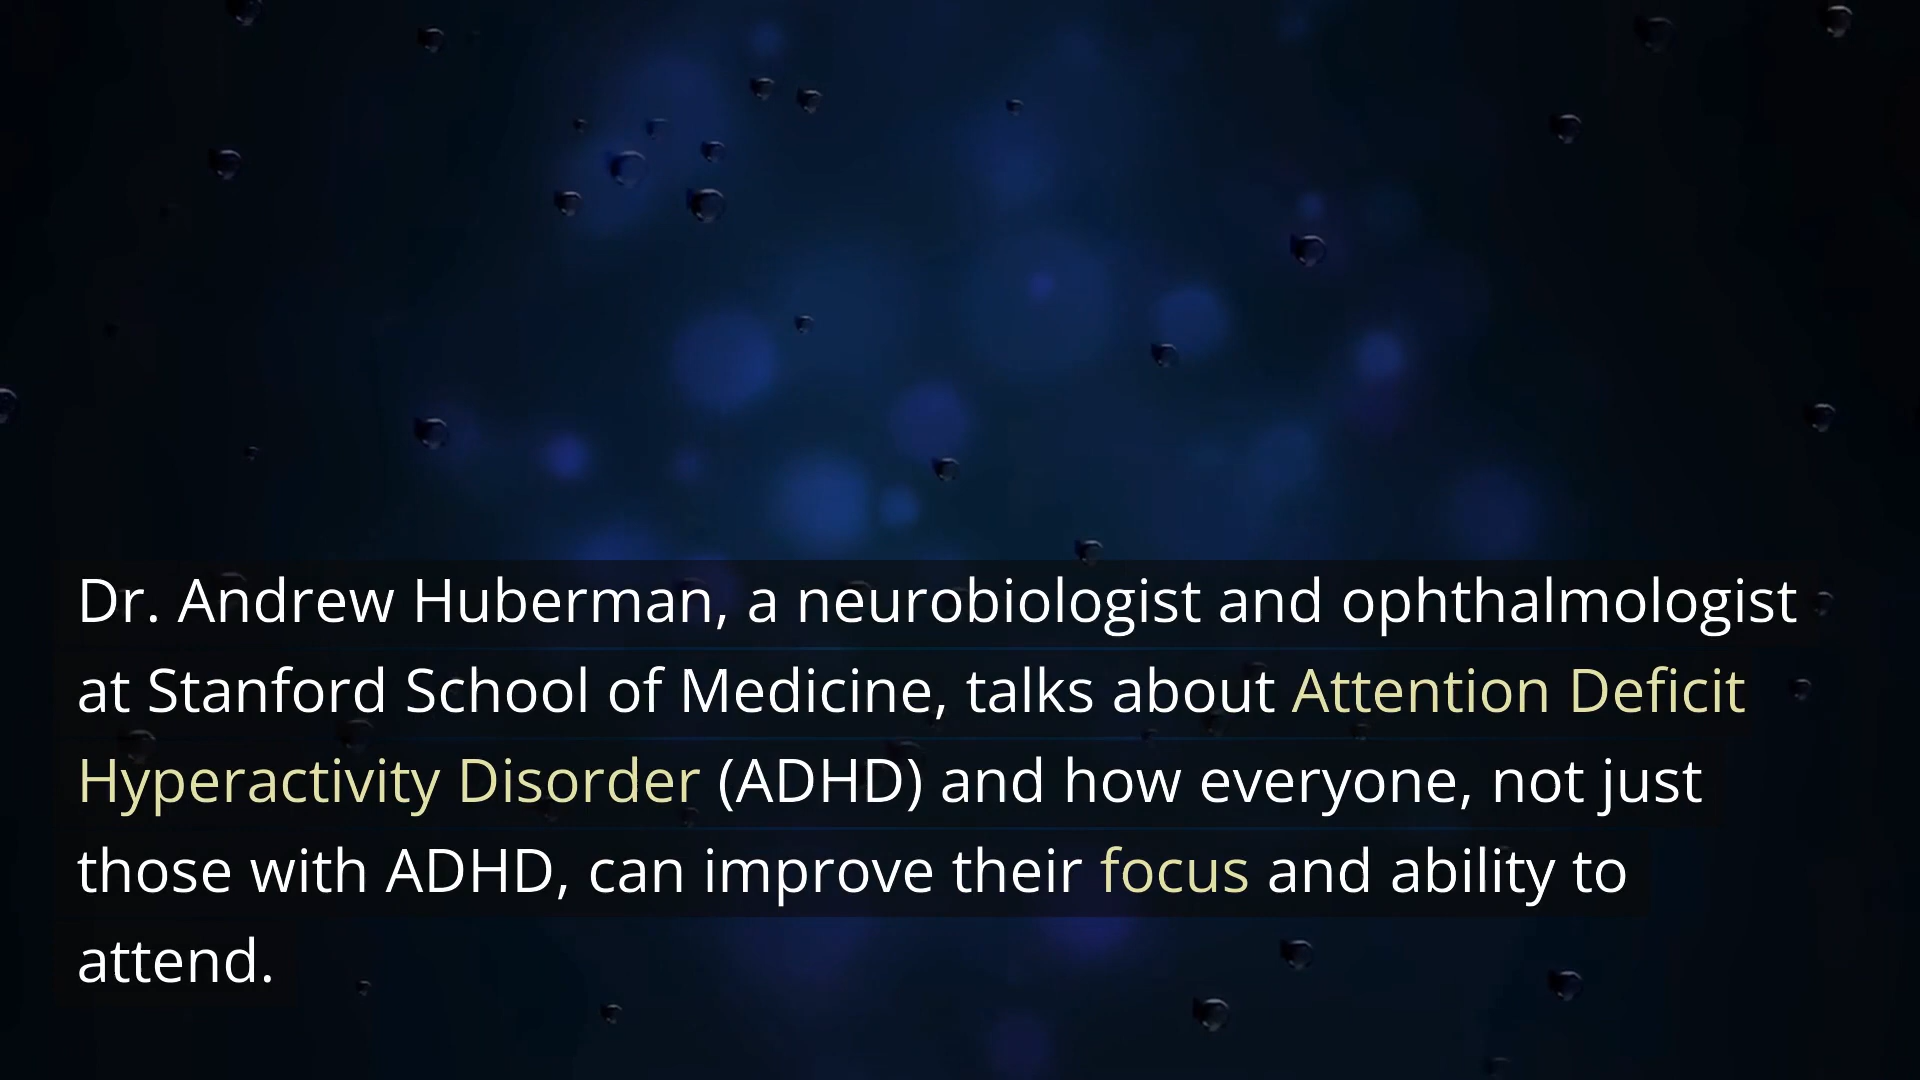 Dr. Andrew Huberman, a neurobiologist and ophthalmologist
at Stanford School of Medicine, talks about Attention Deficit
Hyperactivity Disorder (ADHD) and how everyone, not just
those with ADHD, can improve their focus and ability to
attend.